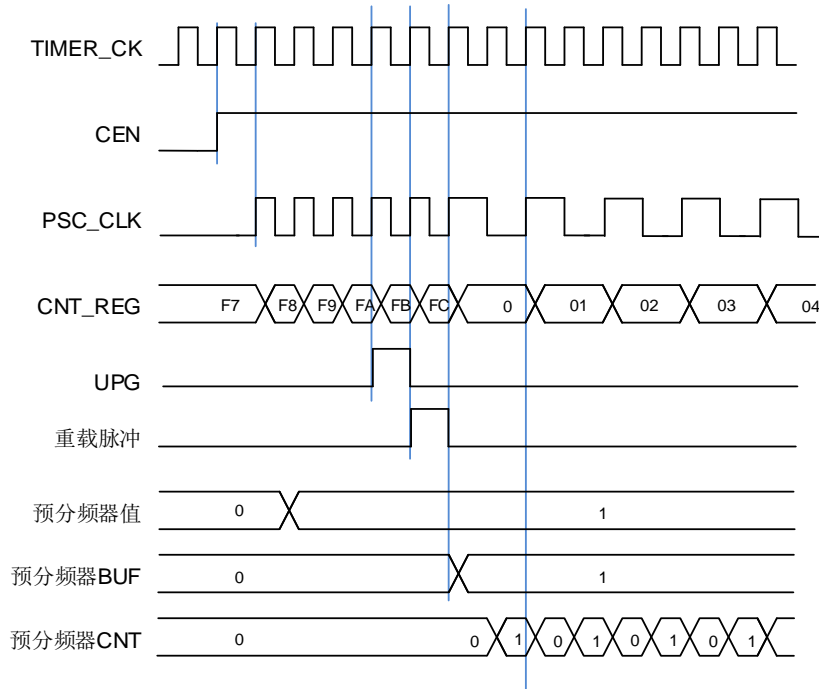 TIMER_CK
CEN
PSC_CLK
CNT_REG F7 F8 F9 FA FB FC 0 01 02 03 04
UPG
重载脉冲
预分频器值 0 1
预分频器BUF 0 1
预分频器CNT 0 0 1 0 1 0 1 0 1